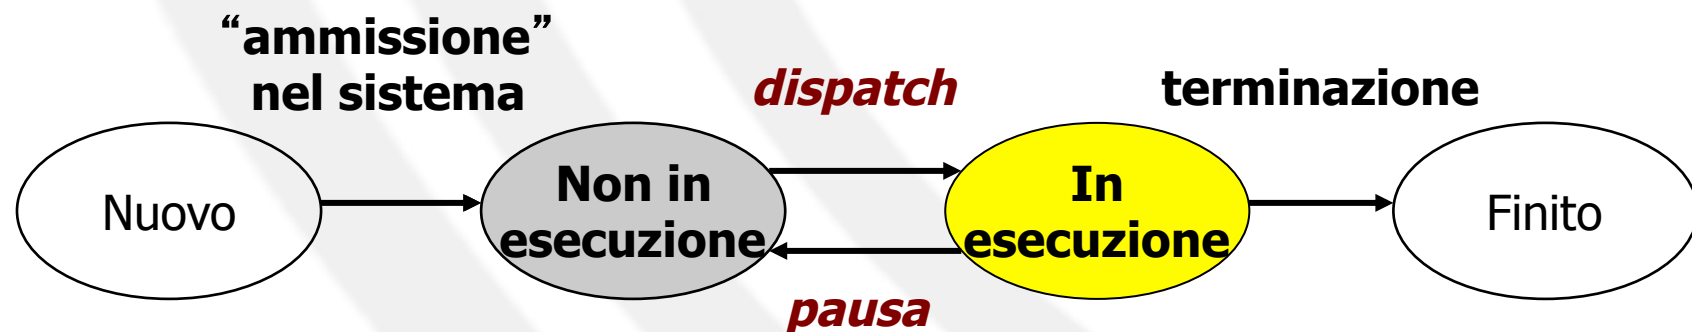 “ammissione”
nel sistema
dispatch
terminazione
Nuovo
Non in
esecuzione
In
esecuzione
Finito
pausa